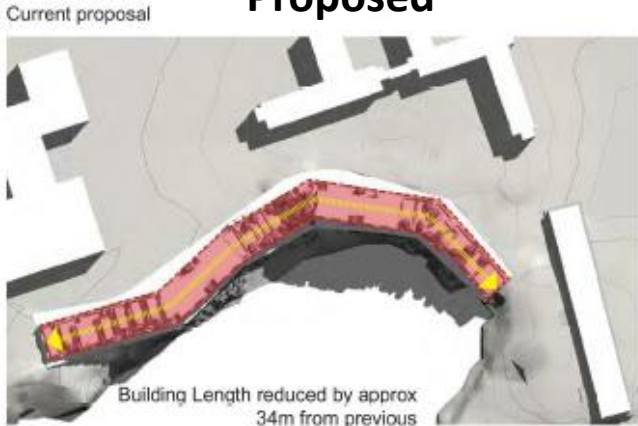 Proposed
Current proposal
Building Length reduced by approx
34m from previous